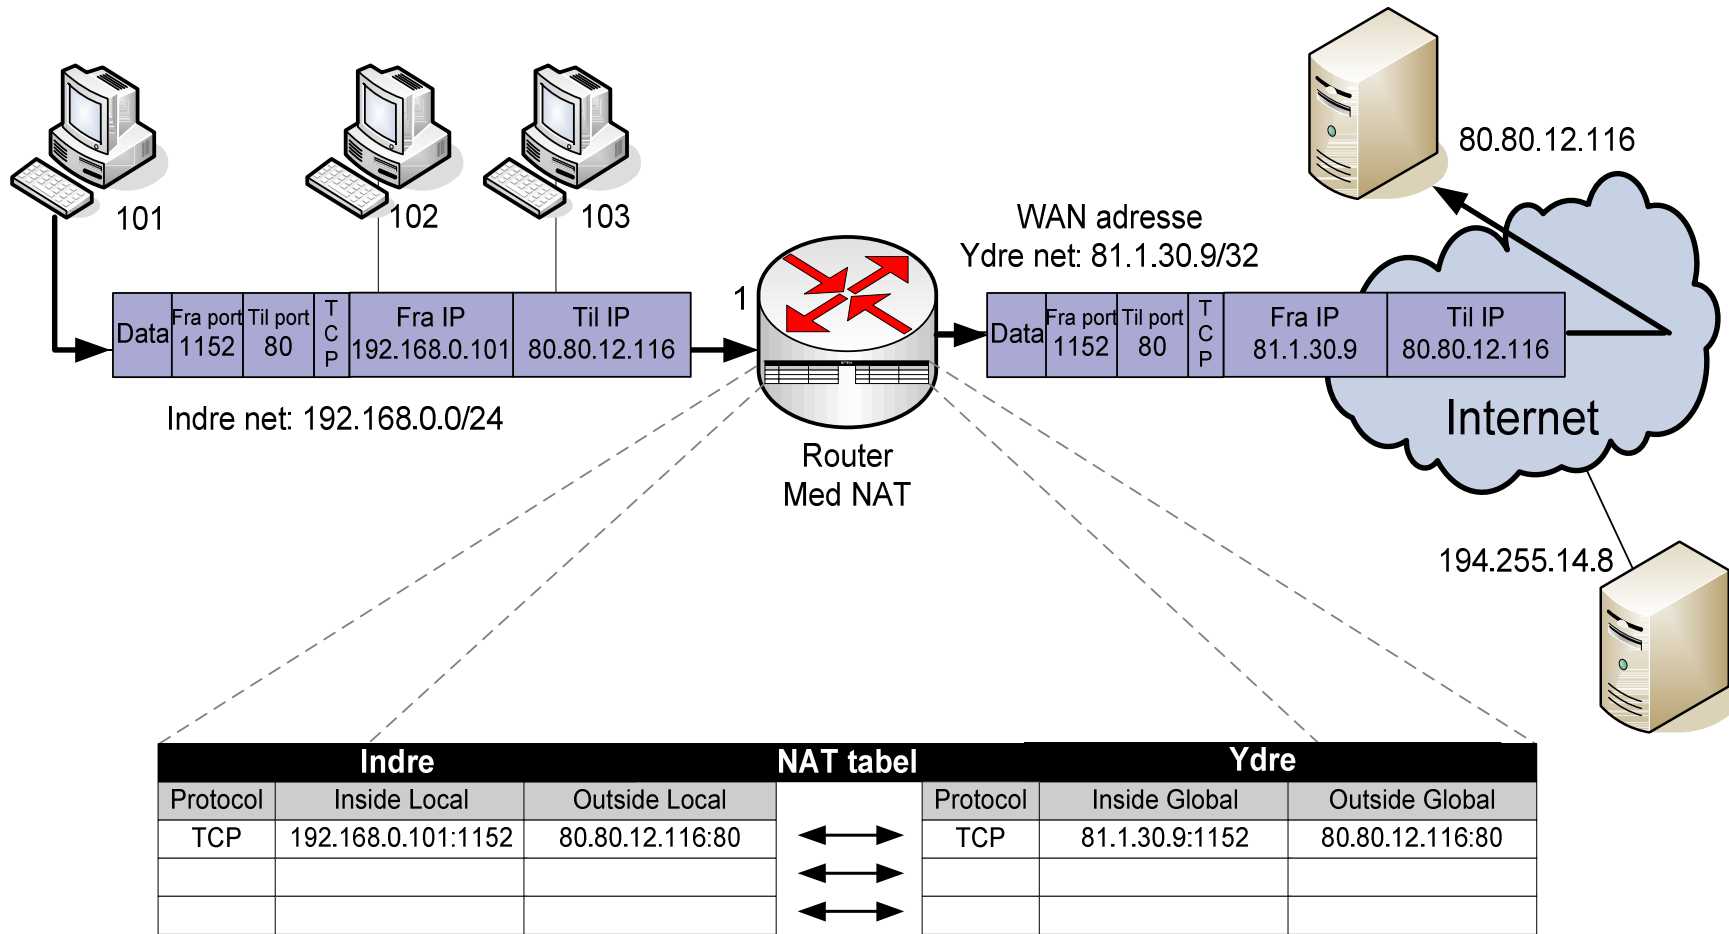 80.80.12.116
101
102
103
WAN adresse
Ydre net: 81.1.30.9/32
1
Data
Fra port
1152
Til port
80
T
C
P
Fra IP
192.168.0.101
Til IP
80.80.12.116
Data
Fra port
1152
Til port
80
T
C
P
Fra IP
81.1.30.9
Til IP
80.80.12.116
Indre net: 192.168.0.0/24
Internet
Router
Med NAT
194.255.14.8
Indre NAT tabel Ydre
Protocol Inside Local Outside Local Protocol Inside Global Outside Global
TCP 192.168.0.101:1152 80.80.12.116:80 TCP 81.1.30.9:1152 80.80.12.116:80